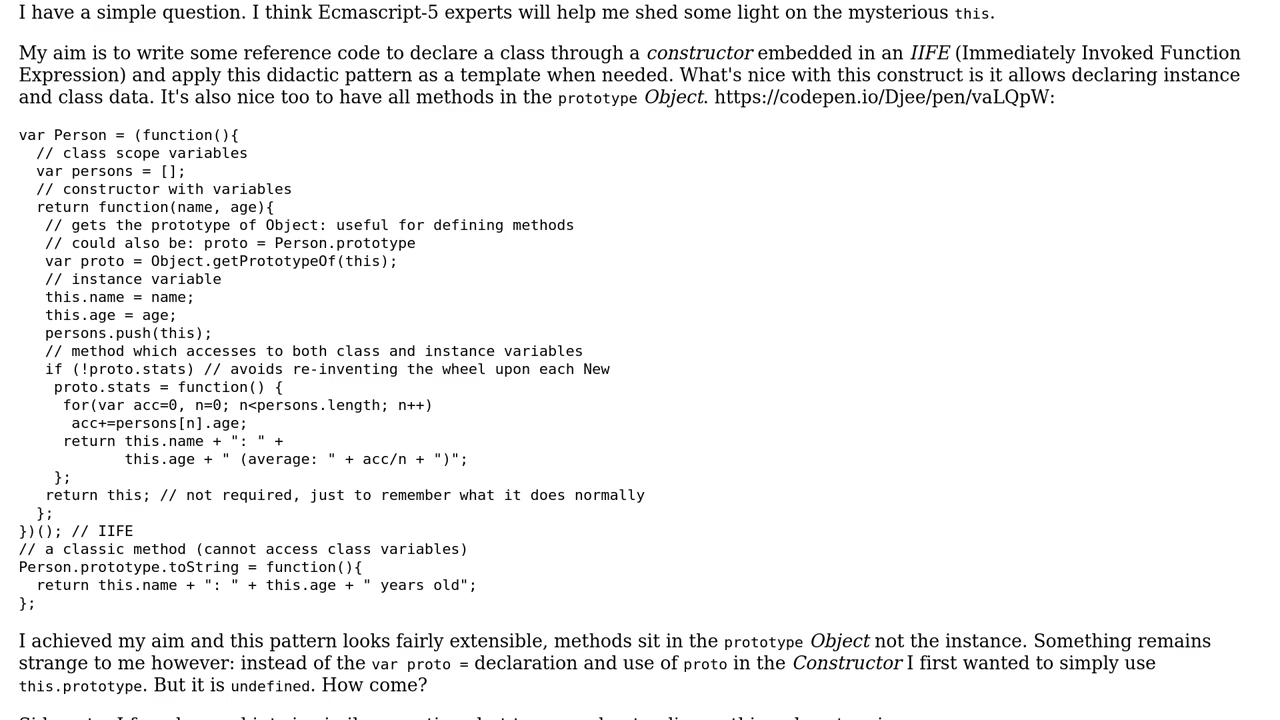 I have a simple question. I think Ecmascript-5 experts will help me shed some light on the mysterious this.
My aim is to write some reference code to declare a class through a constructor embedded in an IIFE (Immediately Invoked Function
Expression) and apply this didactic pattern as a template when needed. What's nice with this construct is it allows declaring instance
and class data. It's also nice too to have all methods in the prototype Object. https://codepen.io/Djee/pen/vaLQpW:
var Person = (function(){
  // class scope variables
  var persons = [];
  // constructor with variables
  return function(name, age){
   // gets the prototype of Object: useful for defining methods
   // could also be: proto = Person.prototype
   var proto = Object.getPrototypeOf(this);
   // instance variable
   this.name = name;
   this.age = age;
   persons.push(this);
   // method which accesses to both class and instance variables
   if (!proto.stats) // avoids re-inventing the wheel upon each New
    proto.stats = function() {
     for(var acc=0, n=0; n<persons.length; n++)
      acc+=persons[n].age;
     return this.name + ": " +
            this.age + " (average: " + acc/n + ")";
    };
   return this; // not required, just to remember what it does normally
  };
})(); // IIFE
// a classic method (cannot access class variables)
Person.prototype.toString = function(){
  return this.name + ": " + this.age + " years old";
};
I achieved my aim and this pattern looks fairly extensible, methods sit in the prototype Object not the instance. Something remains
strange to me however: instead of the var proto = declaration and use of proto in the Constructor I first wanted to simply use
this.prototype. But it is undefined. How come?